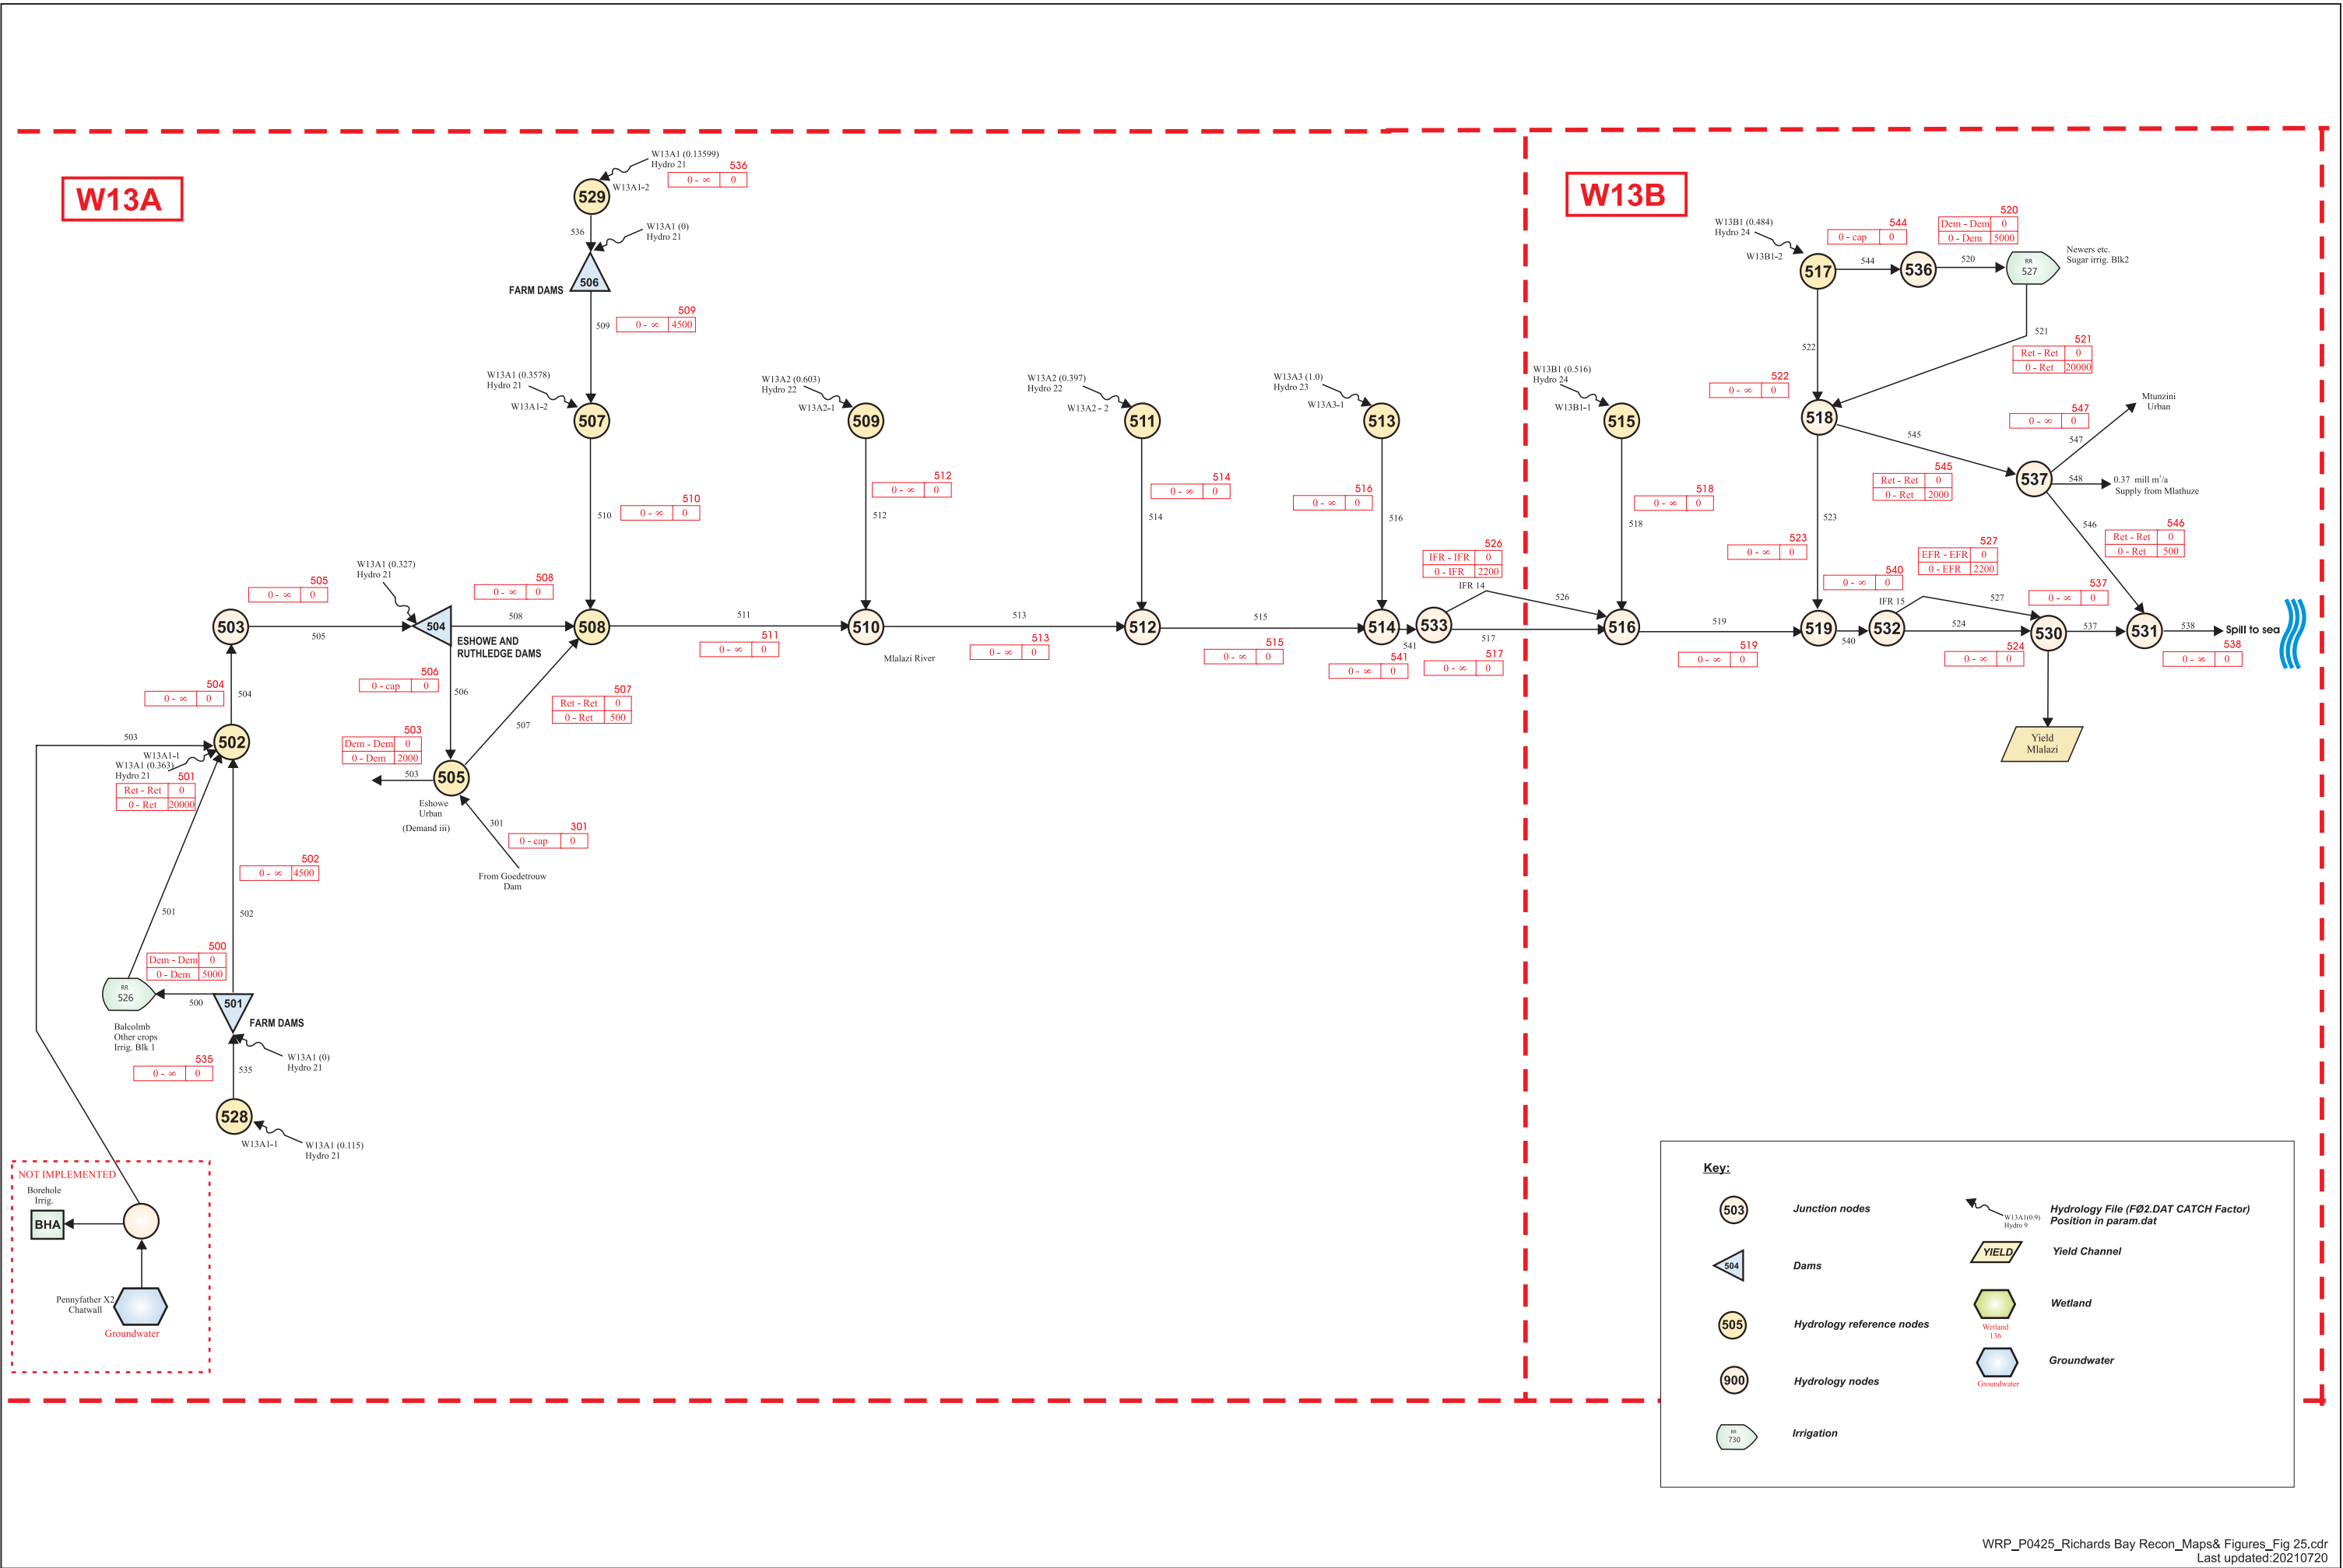 W13A
W13B
W13A1 (0.13599)
Hydro 21
536
0 - ∞ 0
529
W13A1-2
536
W13A1 (0)
Hydro 21
506
FARM DAMS
509
509
0 - ∞ 4500
W13A1 (0.3578)
Hydro 21
W13A1-2
507
510
0 - ∞ 0
510
W13A2 (0.603)
Hydro 22
W13A2-1
509
512
0 - ∞ 0
512
W13A2 (0.397)
Hydro 22
W13A2 - 2
511
514
0 - ∞ 0
514
W13A3 (1.0)
Hydro 23
W13A3-1
513
516
0 - ∞ 0
516
505
0 - ∞ 0
503
505
W13A1 (0.327)
Hydro 21
504
ESHOWE AND
RUTHLEDGE DAMS
508
0 - ∞ 0
508
508
511
511
0 - ∞ 0
510
Mlalazi River
513
513
0 - ∞ 0
512
515
515
0 - ∞ 0
514
541
541
0 - ∞ 0
533
526
IFR - IFR 0
0 - IFR 2200
IFR 14
526
517
517
0 - ∞ 0
504
0 - ∞ 0
504
503
502
W13A1-1
W13A1 (0.363)
Hydro 21
501
Ret - Ret 0
0 - Ret 20000
506
0 - cap 0
506
507
Ret - Ret 0
0 - Ret 500
507
503
Dem - Dem 0
0 - Dem 2000
503
505
Eshowe
Urban
(Demand iii)
301
301
0 - cap 0
From Goedetrouw
Dam
502
0 - ∞ 4500
501
502
500
Dem - Dem 0
0 - Dem 5000
RR
526
500
501
FARM DAMS
Balcolmb
Other crops
Irrig. Blk 1
W13A1 (0)
Hydro 21
535
0 - ∞ 0
535
528
W13A1-1
W13A1 (0.115)
Hydro 21
NOT IMPLEMENTED
Borehole
Irrig.
BHA
Pennyfather X2
Chatwall
Groundwater
W13B1 (0.484)
Hydro 24
W13B1-2
517
544
0 - cap 0
544
536
520
Dem - Dem 0
0 - Dem 5000
520
RR
527
Newers etc.
Sugar irrig. Blk2
521
521
Ret - Ret 0
0 - Ret 20000
522
522
0 - ∞ 0
W13B1 (0.516)
Hydro 24
W13B1-1
515
518
0 - ∞ 0
518
518
545
545
Ret - Ret 0
0 - Ret 2000
547
0 - ∞ 0
547
Mtunzini
Urban
537
548
0.37 mill m³/a
Supply from Mlathuze
546
546
Ret - Ret 0
0 - Ret 500
523
523
0 - ∞ 0
516
519
519
0 - ∞ 0
519
540
540
0 - ∞ 0
532
527
EFR - EFR 0
0 - EFR 2200
IFR 15
527
524
524
0 - ∞ 0
530
537
0 - ∞ 0
537
531
538
538
0 - ∞ 0
Spill to sea
Yield
Mlalazi
Key:
503
Junction nodes
504
Dams
505
Hydrology reference nodes
900
Hydrology nodes
RR
730
Irrigation
W13A1(0.9)
Hydro 9
Hydrology File (FØ2.DAT CATCH Factor)
Position in param.dat
YIELD
Yield Channel
Wetland
Wetland
136
Groundwater
Groundwater
WRP_P0425_Richards Bay Recon_Maps& Figures_Fig 25.cdr
Last updated:20210720